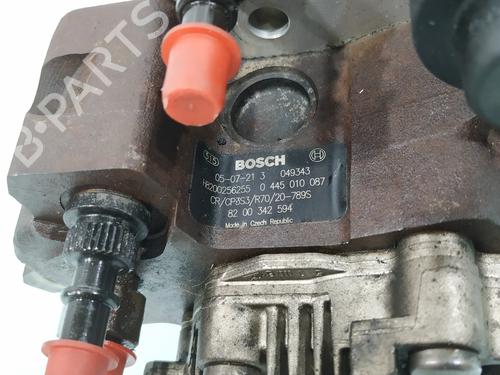 BOSCH
05-07-21 3 049343
H8200256255 0 445 010 087
CR/CP3S3/R70/20-789S
82 00 342 594
Made in Czech Republic
B-PARTS